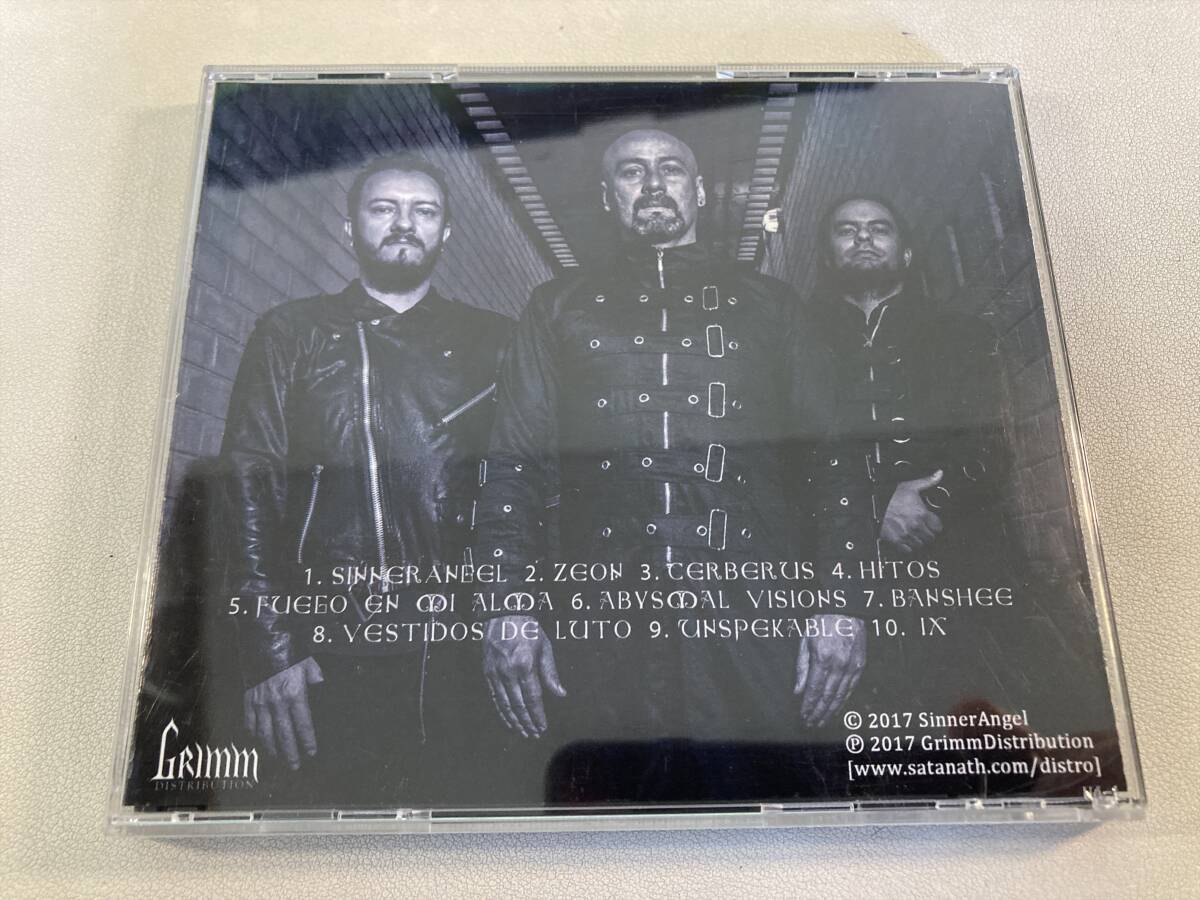 1. SINNERANGEL 2. ZEON 3. CERBERUS 4. HITOS
5. FUEGO EN MI ALMA 6. ABYSMAL VISIONS 7. BANSHEE
8. VESTIDOS DE LUTO 9. UNSPEKABLE 10. IX
© 2017 SinnerAngel
℗ 2017 GrimmDistribution
[www.satanath.com/distro]
GRIMM
DISTRIBUTION